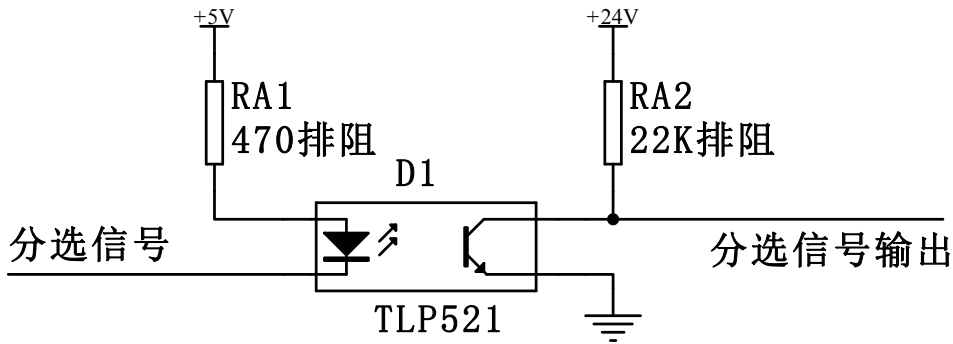 +5V
+24V
RA1
470排阻
RA2
22K排阻
D1
分选信号
分选信号输出
TLP521